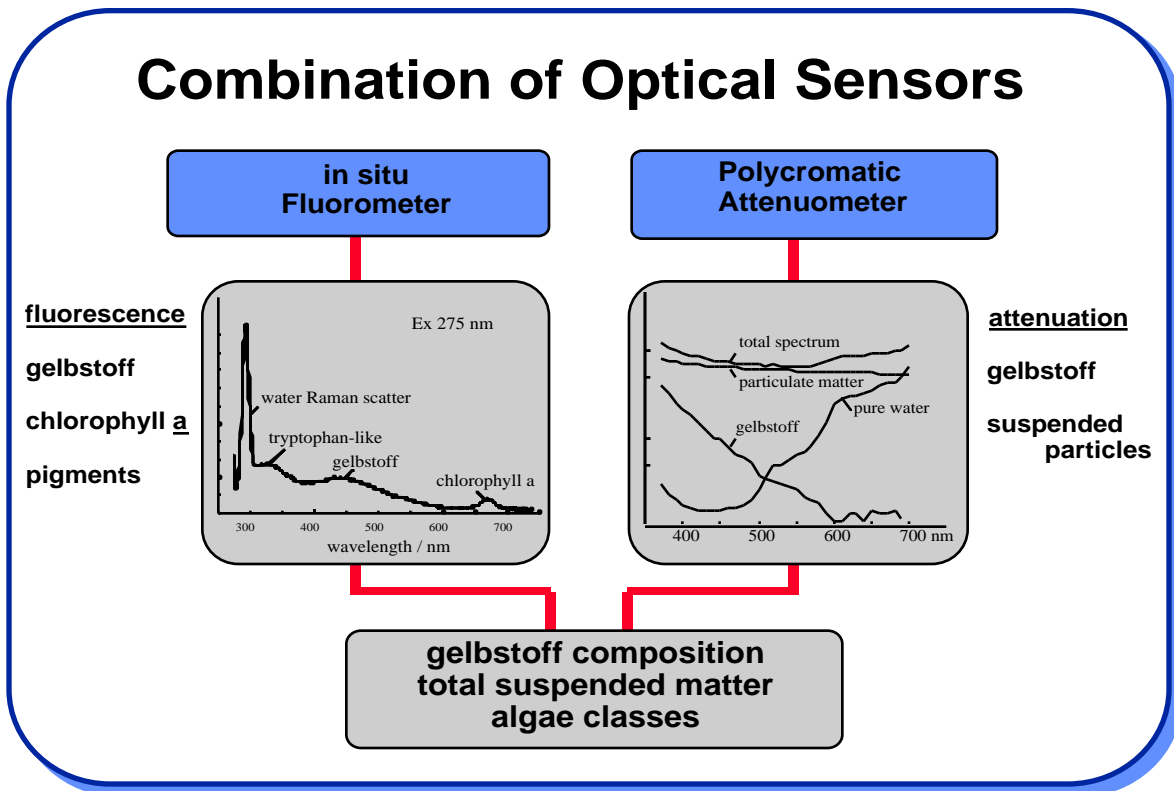 Combination of Optical Sensors
in situ
Fluorometer
Polycromatic
Attenuometer
fluorescence
gelbstoff
chlorophyll a
pigments
Ex 275 nm
water Raman scatter
tryptophan-like
gelbstoff
chlorophyll a
300 400 500 600 700
wavelength / nm
total spectrum
particulate matter
gelbstoff
pure water
400 500 600 700 nm
attenuation
gelbstoff
suspended
particles
gelbstoff composition
total suspended matter
algae classes